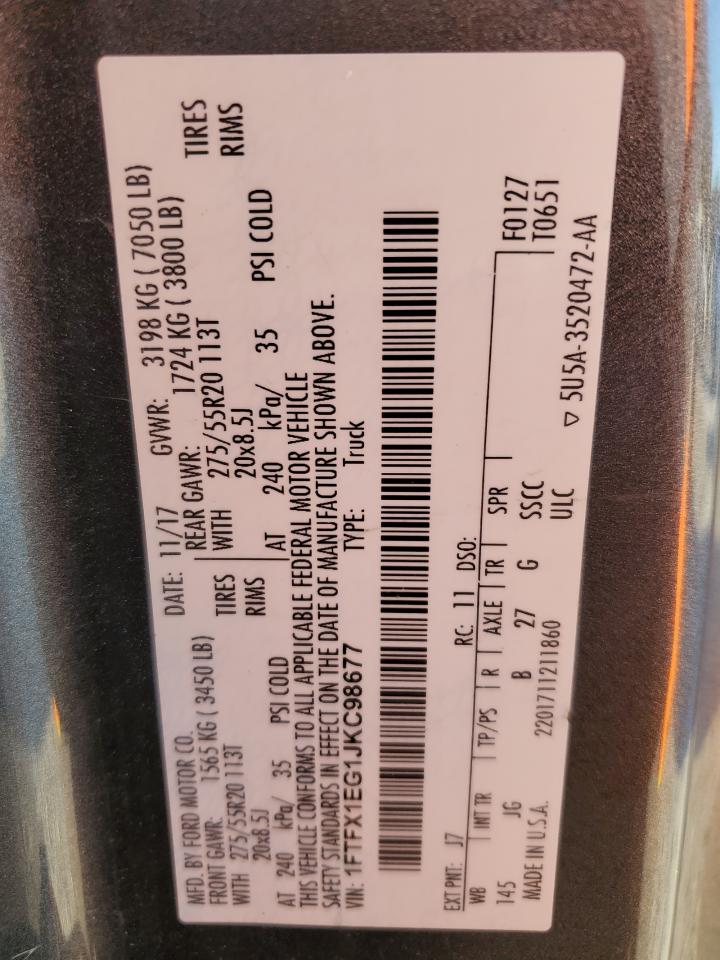 MFD. BY FORD MOTOR CO. DATE: 11/17 GVWR: 3198 KG ( 7050 LB)
FRONT GAWR: 1565 KG ( 3450 LB) REAR GAWR: 1724 KG ( 3800 LB)
WITH 275/55R20 113T TIRES WITH 275/55R20 113T TIRES
20x8.5J RIMS 20x8.5J RIMS
AT 240 kPa/ 35 PSI COLD AT 240 kPa/ 35 PSI COLD
THIS VEHICLE CONFORMS TO ALL APPLICABLE FEDERAL MOTOR VEHICLE
SAFETY STANDARDS IN EFFECT ON THE DATE OF MANUFACTURE SHOWN ABOVE.
VIN: 1FTFX1EG1JKC98677 TYPE: Truck
EXT PNT: J7 RC: 11 DSO:
WB INT TR TP/PS R AXLE TR SPR F0127
145 JG B 27 G SSCC T0651
ULC
MADE IN U.S.A. 2201711211860 ▽ 5U5A-3520472-AA